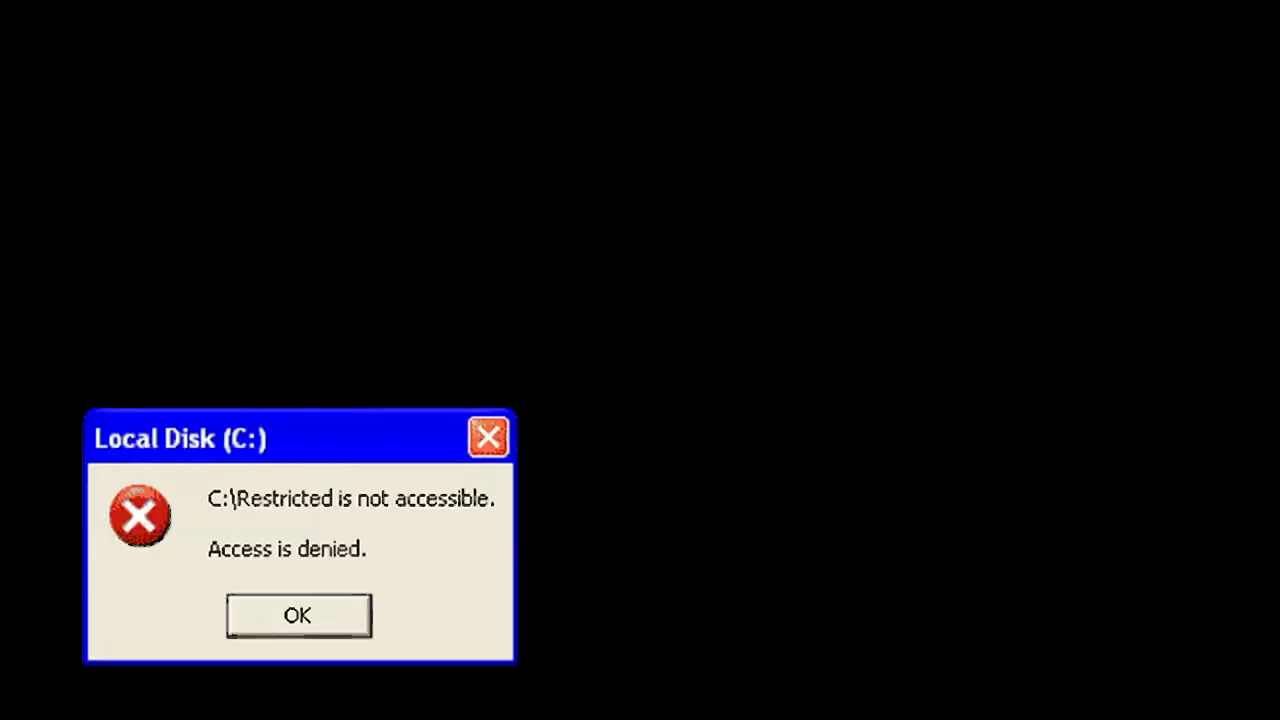 Local Disk (C:)
C:\Restricted is not accessible.
Access is denied.
OK